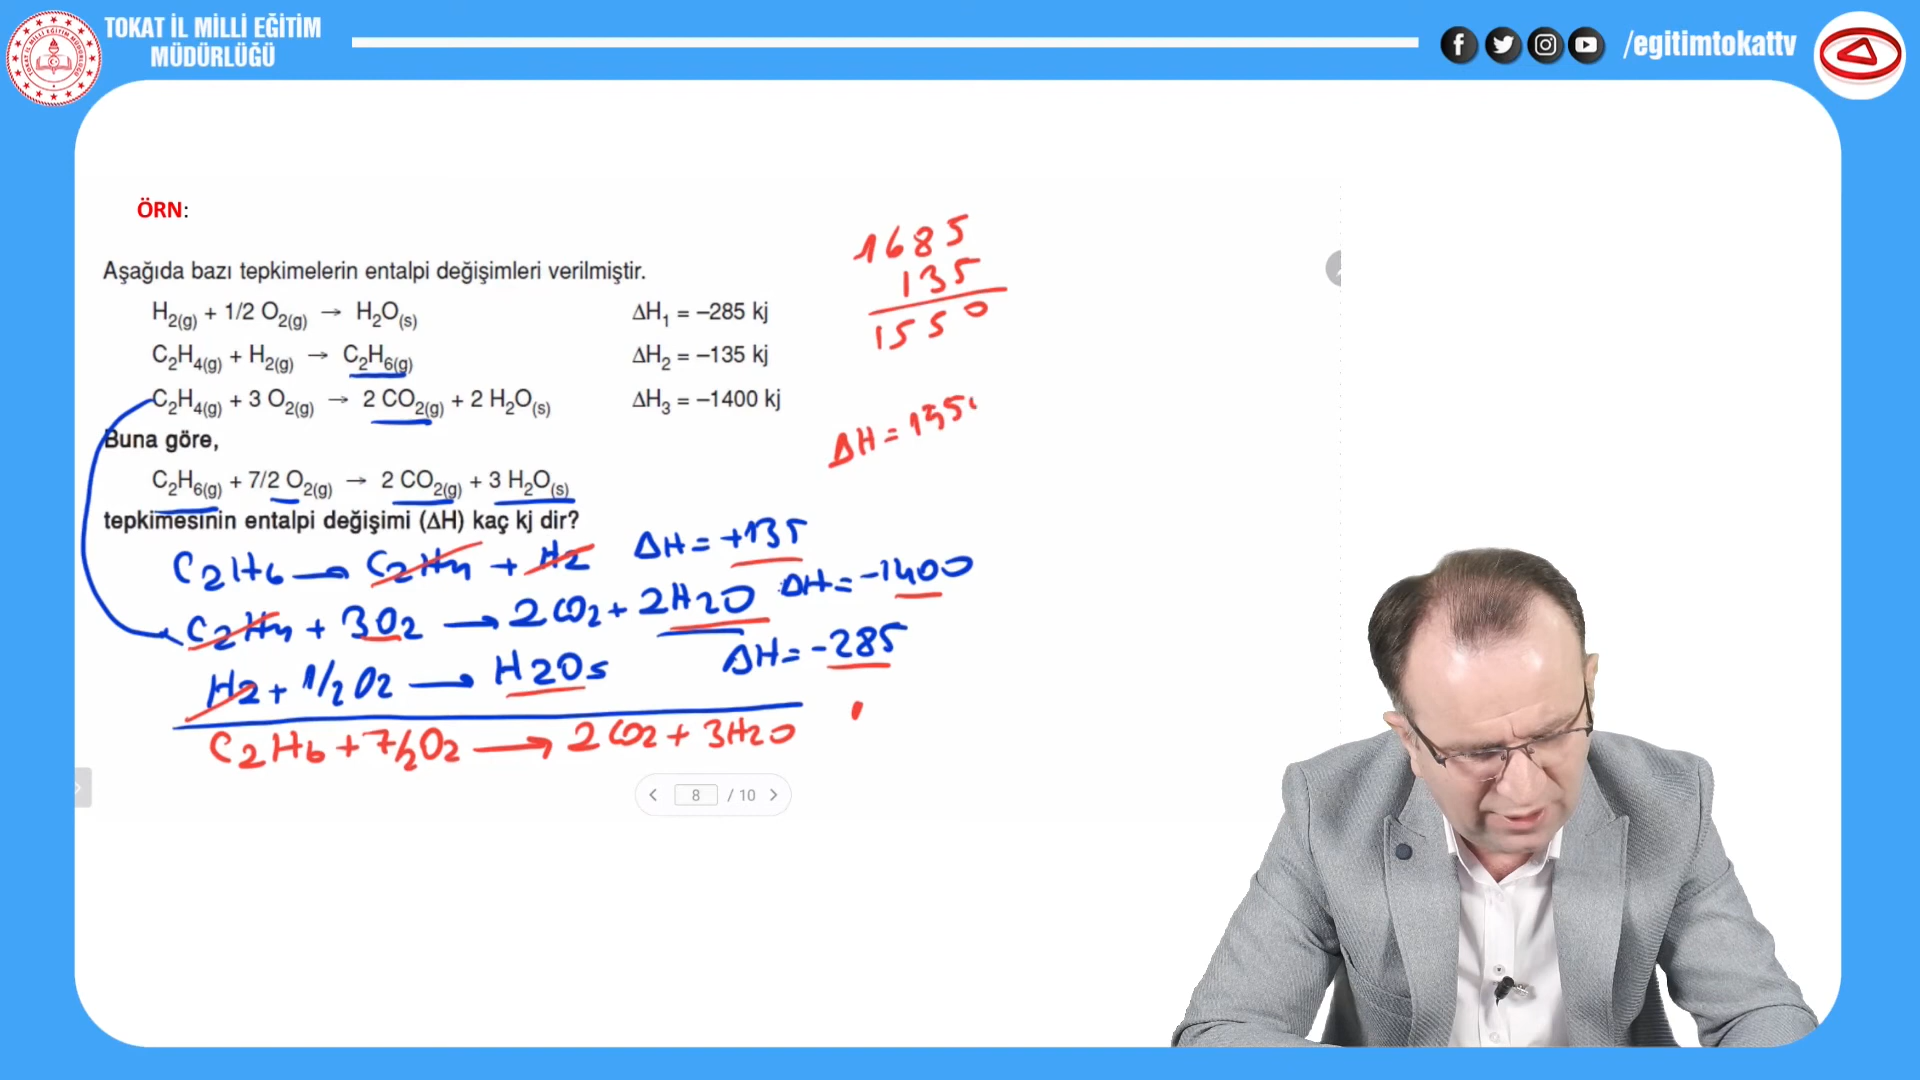 TOKAT İL MİLLİ EĞİTİM
MÜDÜRLÜĞÜ
/egitimtokattv
ÖRN:
Aşağıda bazı tepkimelerin entalpi değişimleri verilmiştir.
H2(g) + 1/2 O2(g) → H2O(s) ΔH1 = –285 kj
C2H4(g) + H2(g) → C2H6(g) ΔH2 = –135 kj
C2H4(g) + 3 O2(g) → 2 CO2(g) + 2 H2O(s) ΔH3 = –1400 kj
Buna göre,
C2H6(g) + 7/2 O2(g) → 2 CO2(g) + 3 H2O(s)
tepkimesinin entalpi değişimi (ΔH) kaç kj dir?
C2H6 → C2H4 + H2 ΔH = +135
C2H4 + 3O2 → 2CO2 + 2H2O ΔH = -1400
H2 + 1/2O2 → H2Os ΔH = -285
C2H6 + 7/2O2 → 2CO2 + 3H2O
1685
135
1550
ΔH =
8 / 10